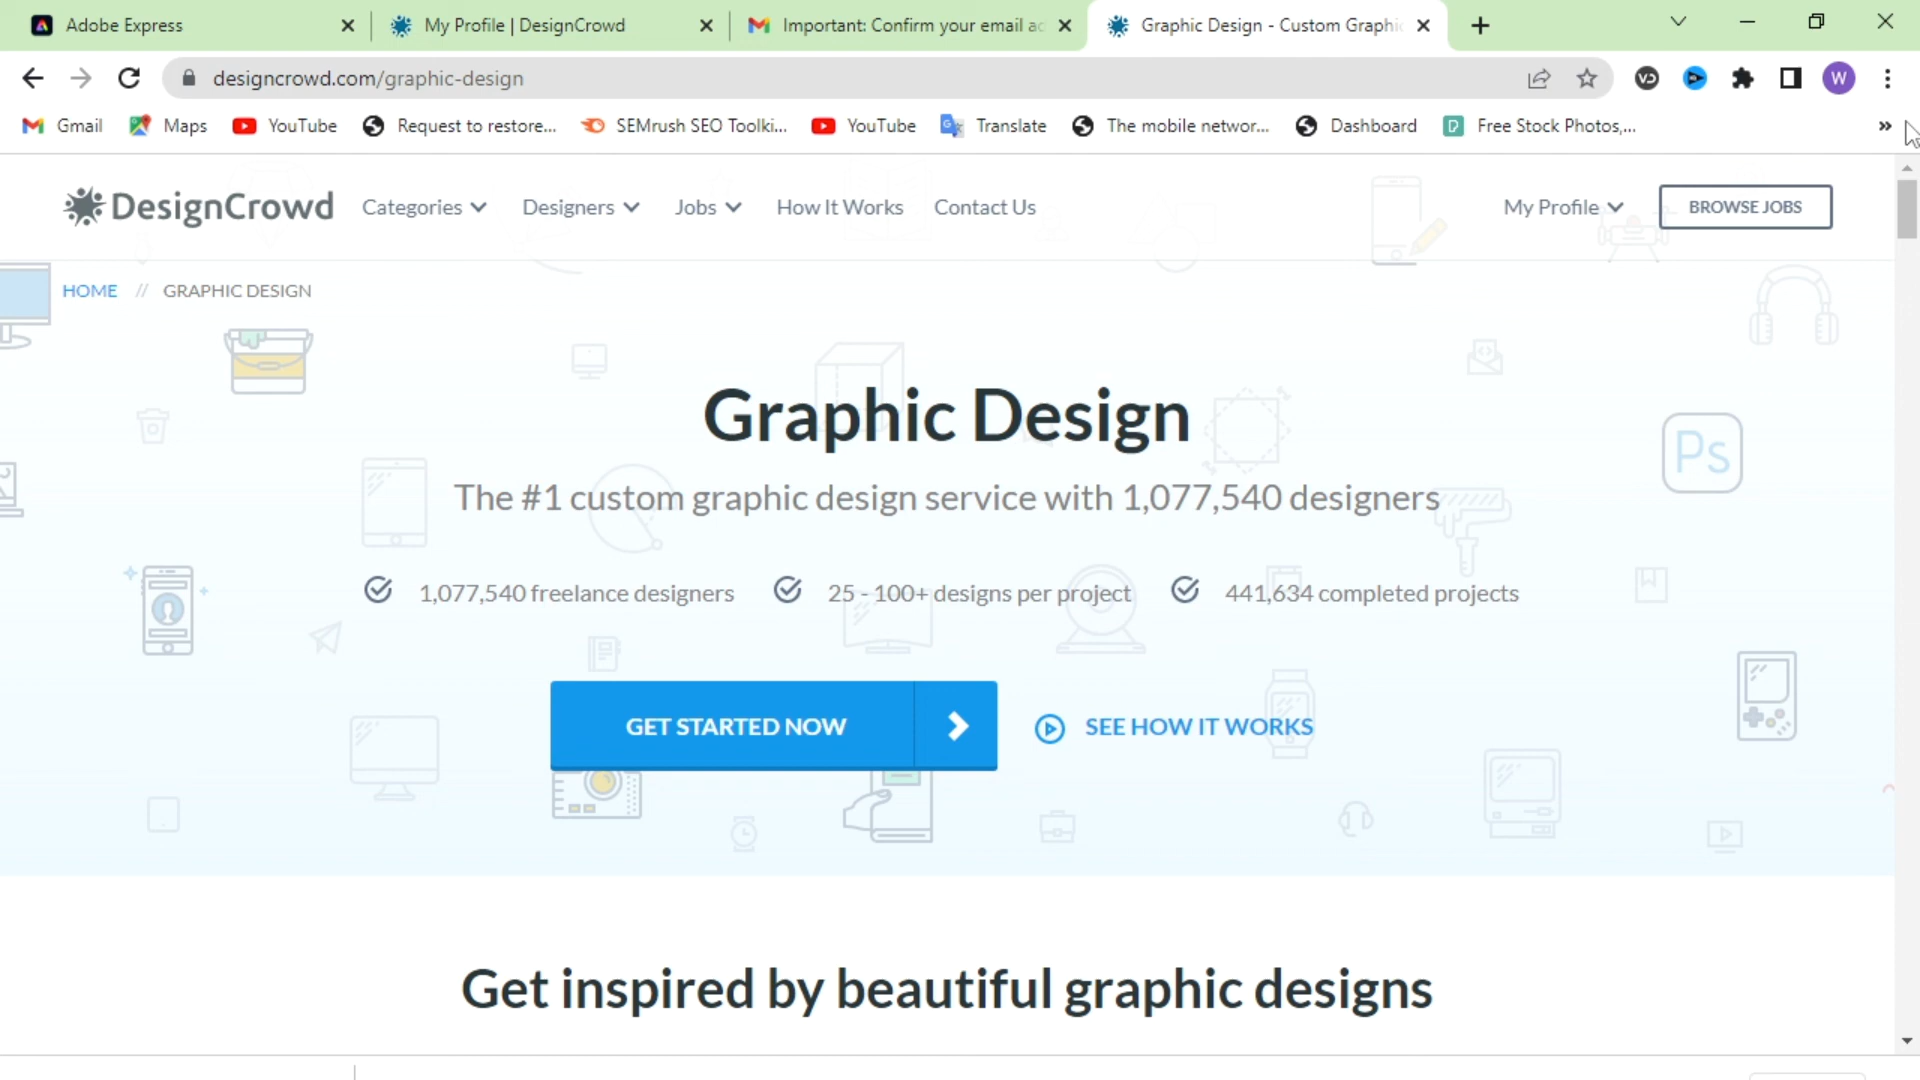 Adobe Express
My Profile | DesignCrowd
Important: Confirm your email ac
Graphic Design - Custom Graphic
designcrowd.com/graphic-design
W
Gmail
Maps
YouTube
Request to restore...
SEMrush SEO Toolki...
YouTube
Translate
The mobile networ...
Dashboard
Free Stock Photos,...
»
DesignCrowd
Categories
Designers
Jobs
How It Works
Contact Us
My Profile
BROWSE JOBS
HOME // GRAPHIC DESIGN
Graphic Design
Ps
The #1 custom graphic design service with 1,077,540 designers
1,077,540 freelance designers
25 - 100+ designs per project
441,634 completed projects
GET STARTED NOW
SEE HOW IT WORKS
Get inspired by beautiful graphic designs